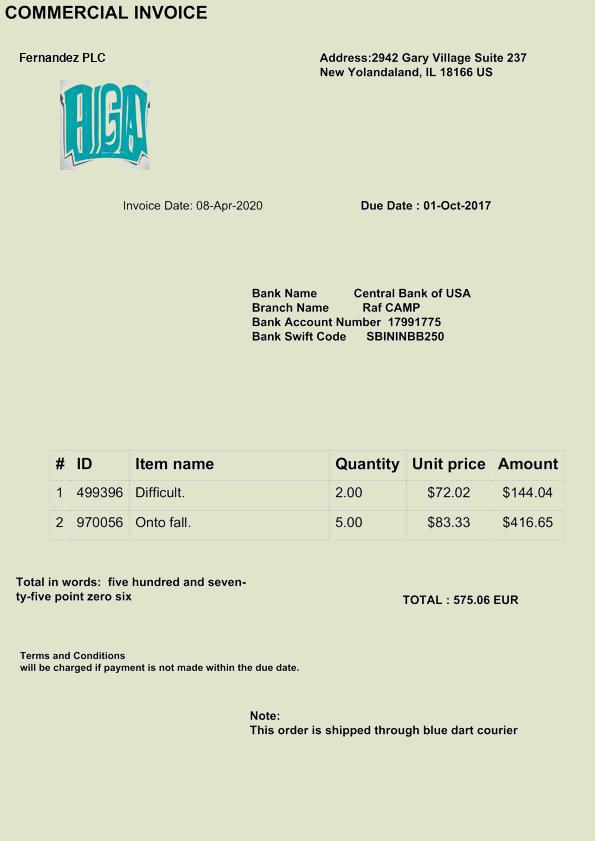 COMMERCIAL INVOICE
Fernandez PLC
Address:2942 Gary Village Suite 237
New Yolandaland, IL 18166 US
AGA
Invoice Date: 08-Apr-2020 Due Date : 01-Oct-2017
Bank Name Central Bank of USA
Branch Name Raf CAMP
Bank Account Number 17991775
Bank Swift Code SBININBB250
# ID Item name Quantity Unit price Amount
1 499396 Difficult. 2.00 $72.02 $144.04
2 970056 Onto fall. 5.00 $83.33 $416.65
Total in words: five hundred and seven-
ty-five point zero six
TOTAL : 575.06 EUR
Terms and Conditions
will be charged if payment is not made within the due date.
Note:
This order is shipped through blue dart courier